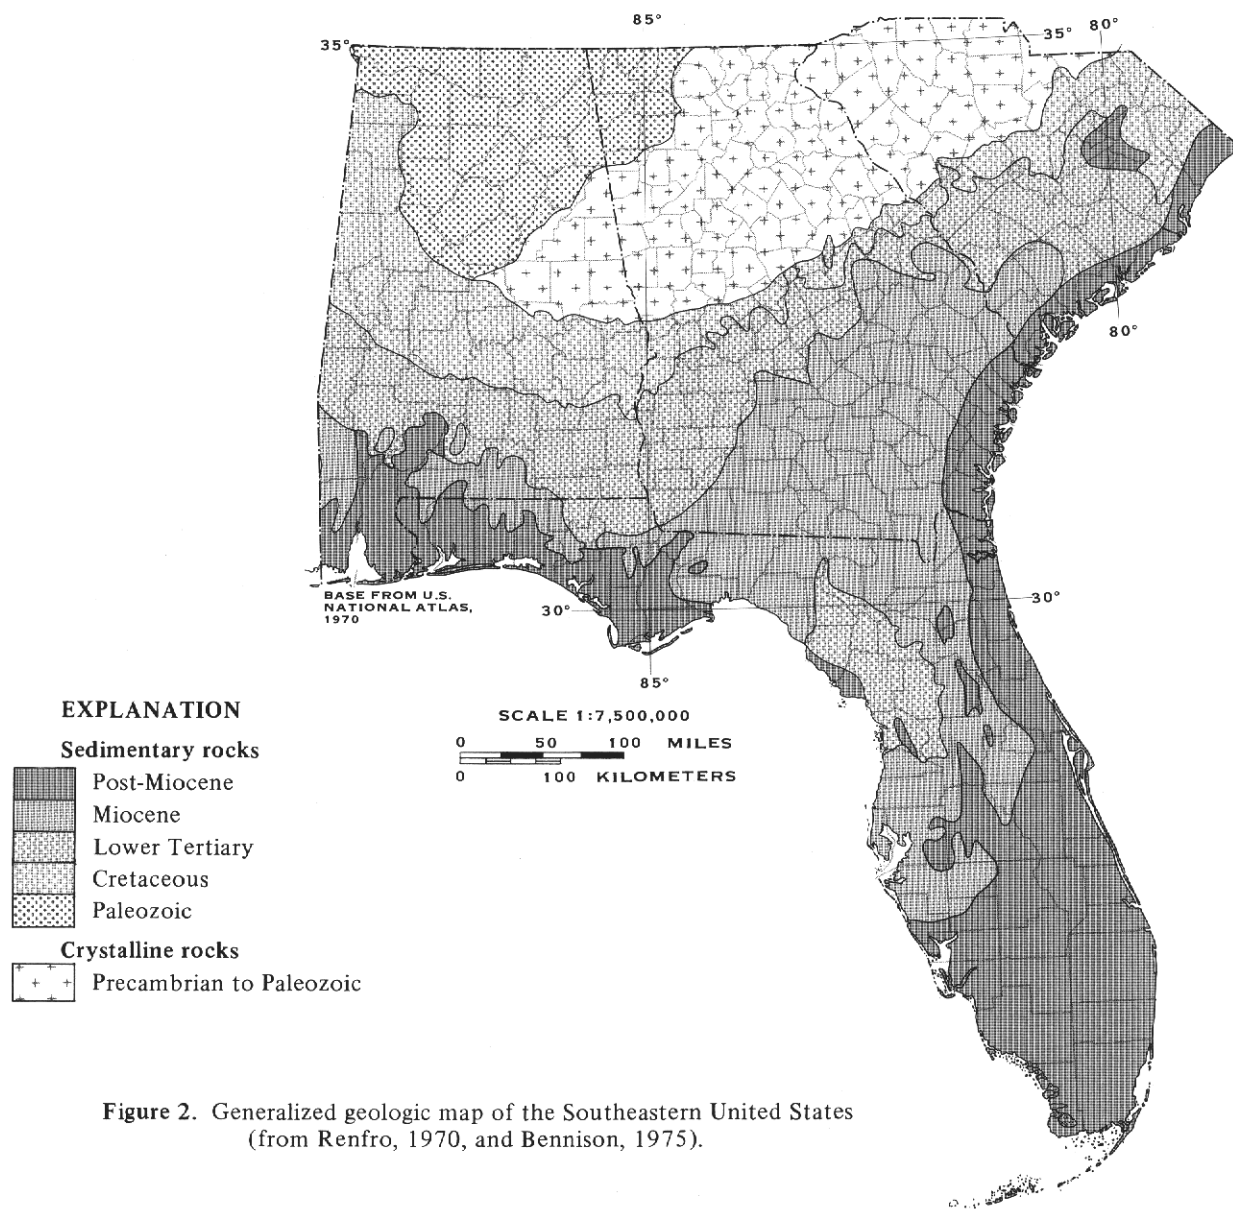 85°
35°
35°
80°
80°
BASE FROM U.S.
NATIONAL ATLAS,
1970
30°
30°
85°
EXPLANATION
Sedimentary rocks
Post-Miocene
Miocene
Lower Tertiary
Cretaceous
Paleozoic
Crystalline rocks
Precambrian to Paleozoic
SCALE 1:7,500,000
0 50 100 MILES
0 100 KILOMETERS
Figure 2. Generalized geologic map of the Southeastern United States
(from Renfro, 1970, and Bennison, 1975).